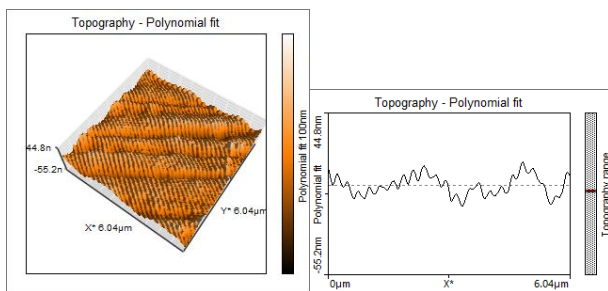 Topography - Polynomial fit
44.8n
-55.2n
X* 6.04µm
Y* 6.04µm
Polynomial fit 100nm
Topography - Polynomial fit
44.8nm
Polynomial fit
-55.2nm
0µm
X*
6.04µm
Topography range